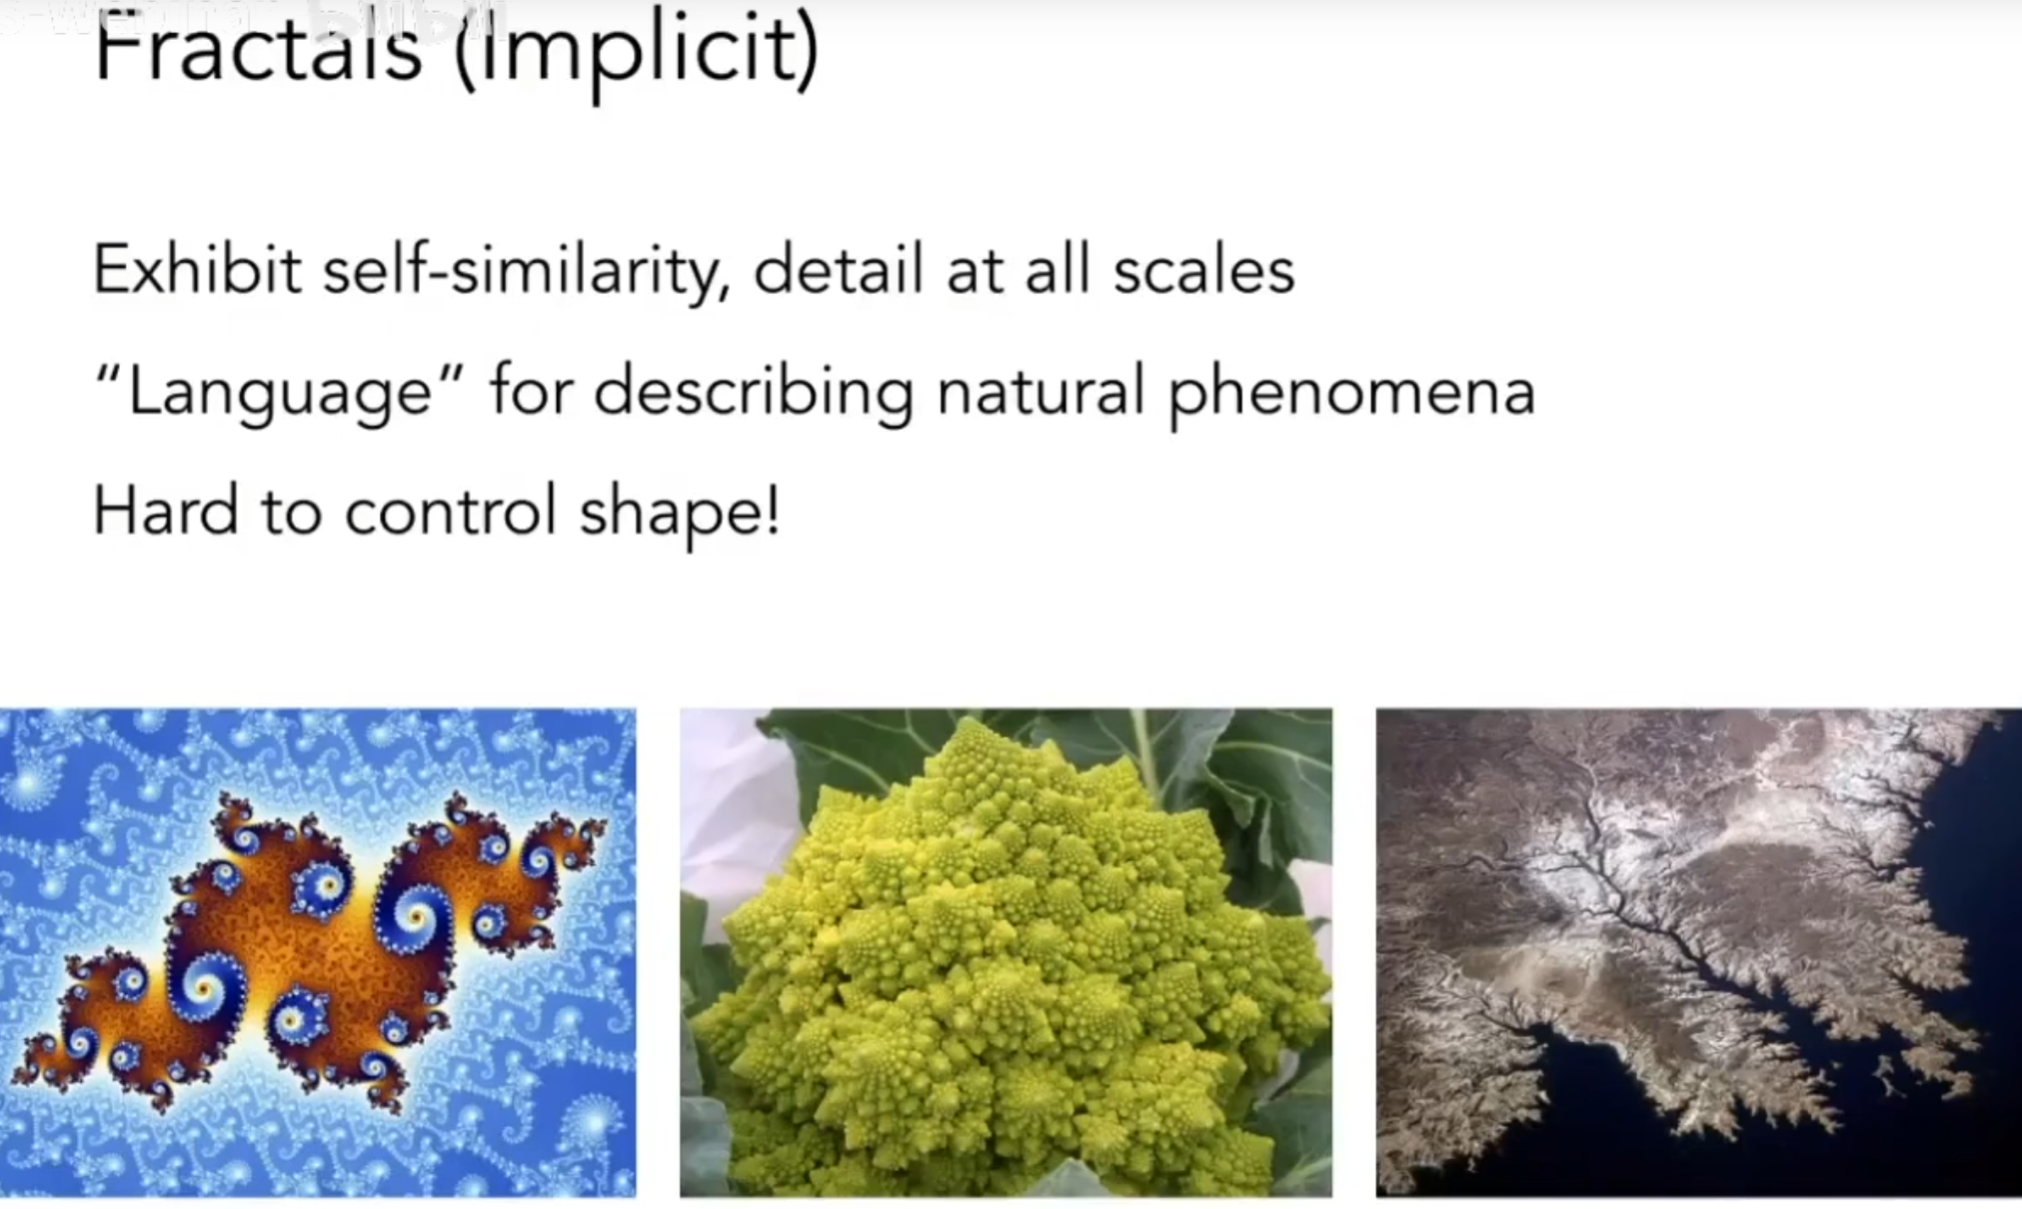 Fractals (Implicit)
Exhibit self-similarity, detail at all scales
“Language” for describing natural phenomena
Hard to control shape!